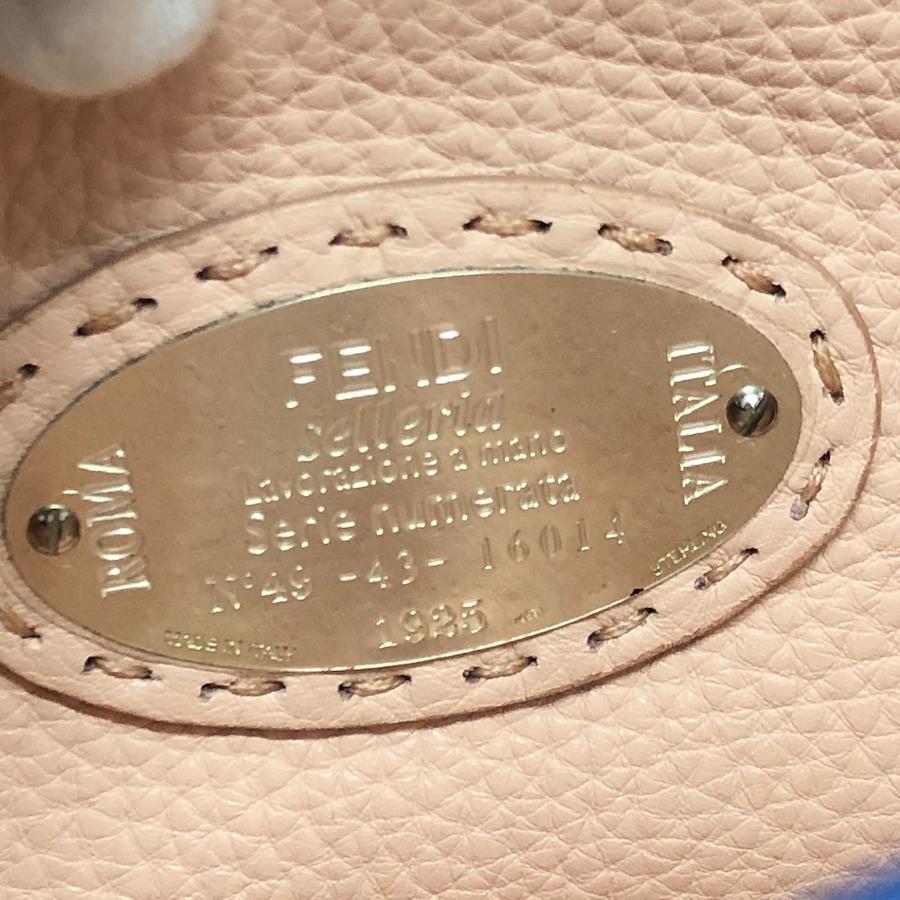 FENDI
Selleria
Lavorazione a mano
Serie numerata
N°49 -43- 16014
1925
ROMA
ITALIA
MADE IN ITALY
STERLING